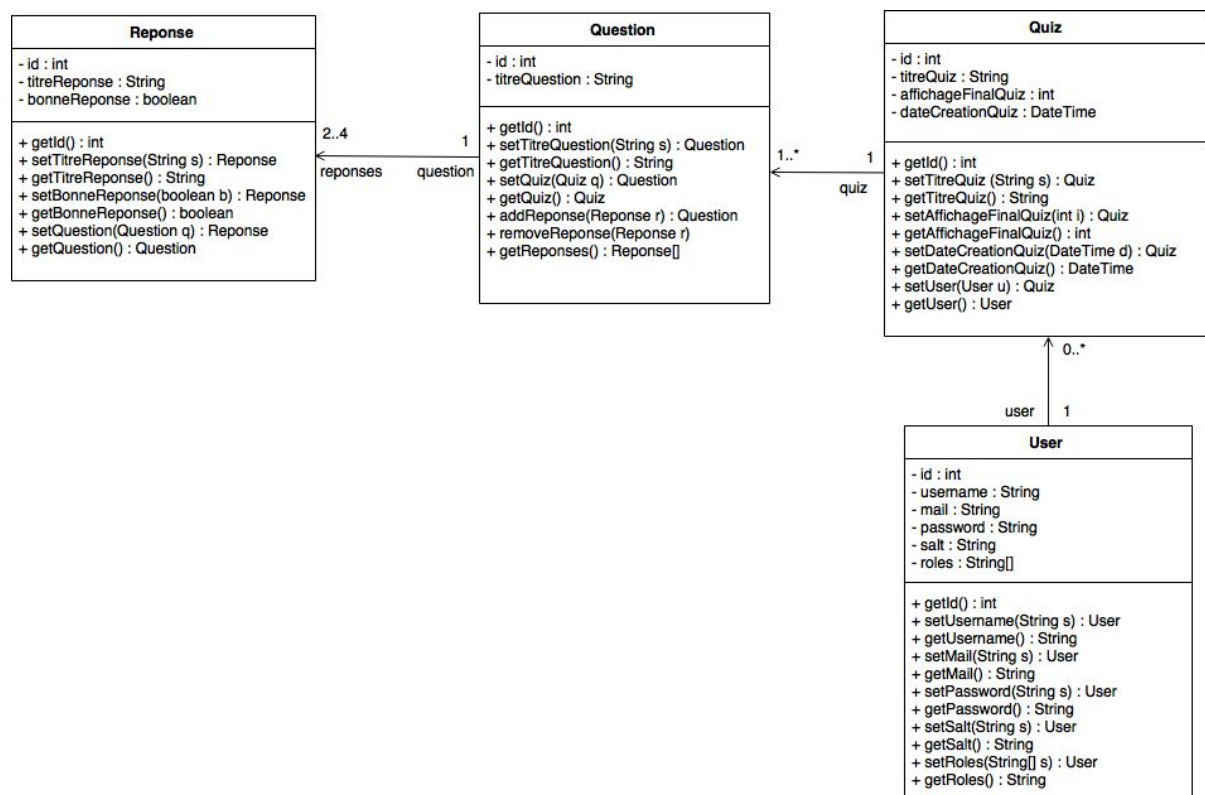 Reponse
- id : int
- titreReponse : String
- bonneReponse : boolean
+ getId() : int
+ setTitreReponse(String s) : Reponse
+ getTitreReponse() : String
+ setBonneReponse(boolean b) : Reponse
+ getBonneReponse() : boolean
+ setQuestion(Question q) : Reponse
+ getQuestion() : Question
2..4
1
reponses
question
Question
- id : int
- titreQuestion : String
+ getId() : int
+ setTitreQuestion(String s) : Question
+ getTitreQuestion() : String
+ setQuiz(Quiz q) : Question
+ getQuiz() : Quiz
+ addReponse(Reponse r) : Question
+ removeReponse(Reponse r)
+ getReponses() : Reponse[]
1..*
1
quiz
Quiz
- id : int
- titreQuiz : String
- affichageFinalQuiz : int
- dateCreationQuiz : DateTime
+ getId() : int
+ setTitreQuiz (String s) : Quiz
+ getTitreQuiz() : String
+ setAffichageFinalQuiz(int i) : Quiz
+ getAffichageFinalQuiz() : int
+ setDateCreationQuiz(DateTime d) : Quiz
+ getDateCreationQuiz() : DateTime
+ setUser(User u) : Quiz
+ getUser() : User
0..*
user
1
User
- id : int
- username : String
- mail : String
- password : String
- salt : String
- roles : String[]
+ getId() : int
+ setUsername(String s) : User
+ getUsername() : String
+ setMail(String s) : User
+ getMail() : String
+ setPassword(String s) : User
+ getPassword() : String
+ setSalt(String s) : User
+ getSalt() : String
+ setRoles(String[] s) : User
+ getRoles() : String